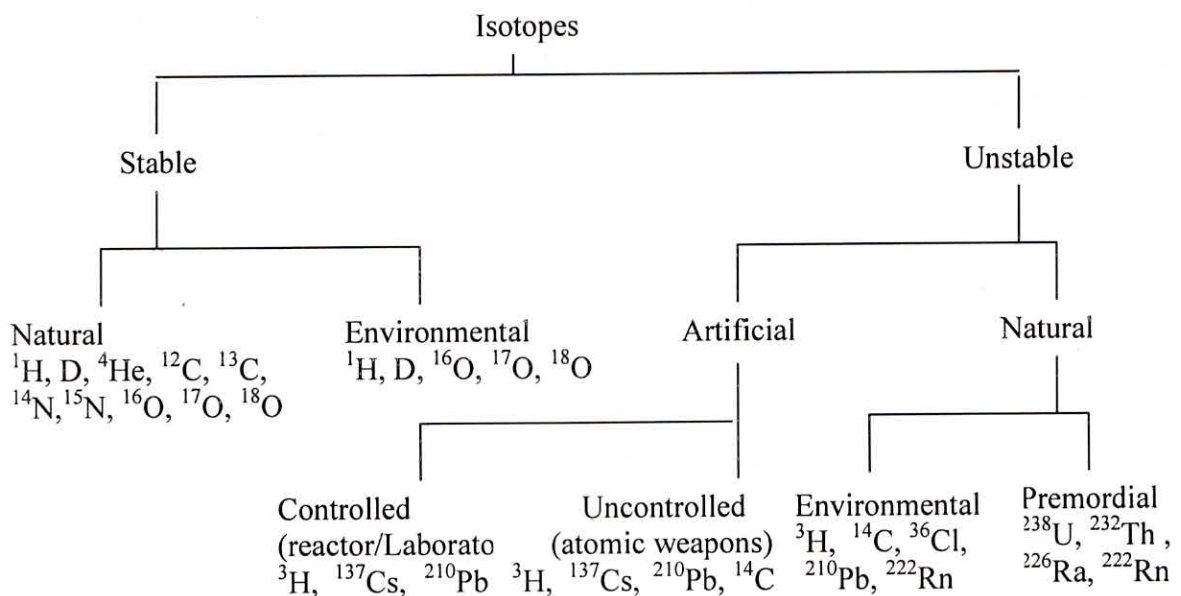 Isotopes
Stable
Unstable
Natural
¹H, D, ⁴He, ¹²C, ¹³C,
¹⁴N,¹⁵N, ¹⁶O, ¹⁷O, ¹⁸O
Environmental
¹H, D, ¹⁶O, ¹⁷O, ¹⁸O
Artificial
Natural
Controlled
(reactor/Laborato
³H, ¹³⁷Cs, ²¹⁰Pb
Uncontrolled
(atomic weapons)
³H, ¹³⁷Cs, ²¹⁰Pb, ¹⁴C
Environmental
³H, ¹⁴C, ³⁶Cl,
²¹⁰Pb, ²²²Rn
Premordial
²³⁸U, ²³²Th ,
²²⁶Ra, ²²²Rn